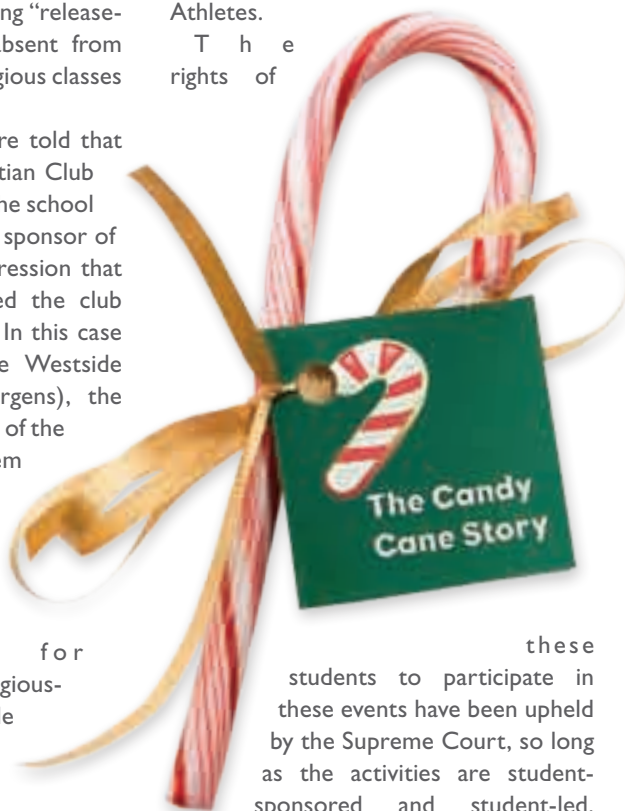 ng “release-
absent from
gious classes
re told that
tian Club
he school
sponsor of
ression that
ed the club
In this case
e Westside
rgens), the
of the
em
for
gious-
le
Athletes.
The
rights of
The Candy
Cane Story
these
students to participate in
these events have been upheld
by the Supreme Court, so long
as the activities are student-
sponsored and student-led.